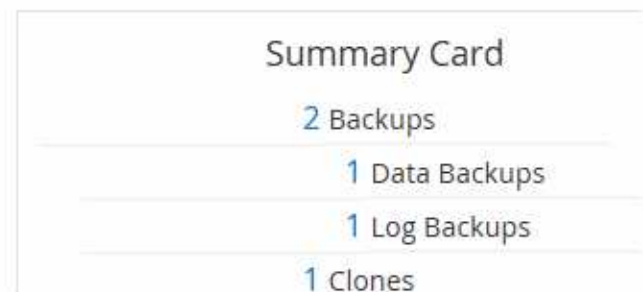 Summary Card
2 Backups
1 Data Backups
1 Log Backups
1 Clones